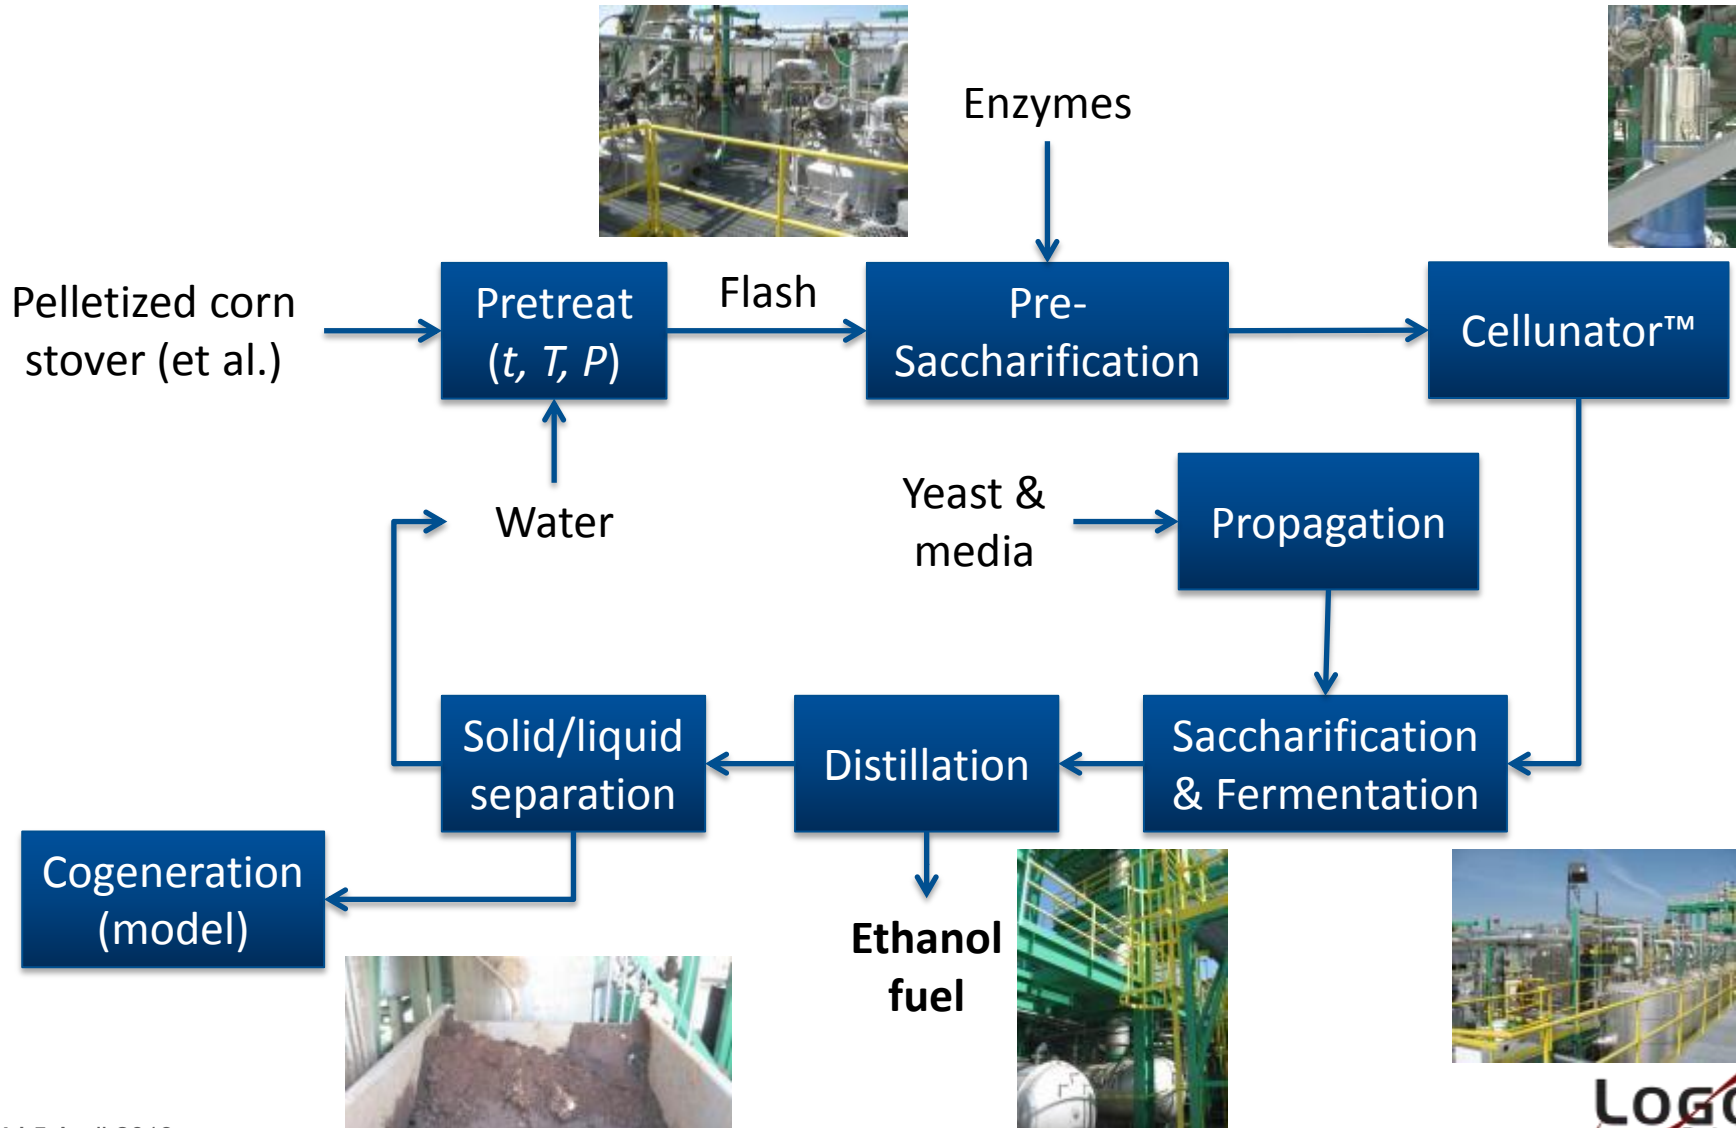 Enzymes
Pelletized corn
stover (et al.)
Pretreat
(t, T, P)
Flash
Pre-
Saccharification
Cellunator™
Water
Yeast &
media
Propagation
Solid/liquid
separation
Distillation
Saccharification
& Fermentation
Cogeneration
(model)
Ethanol
fuel